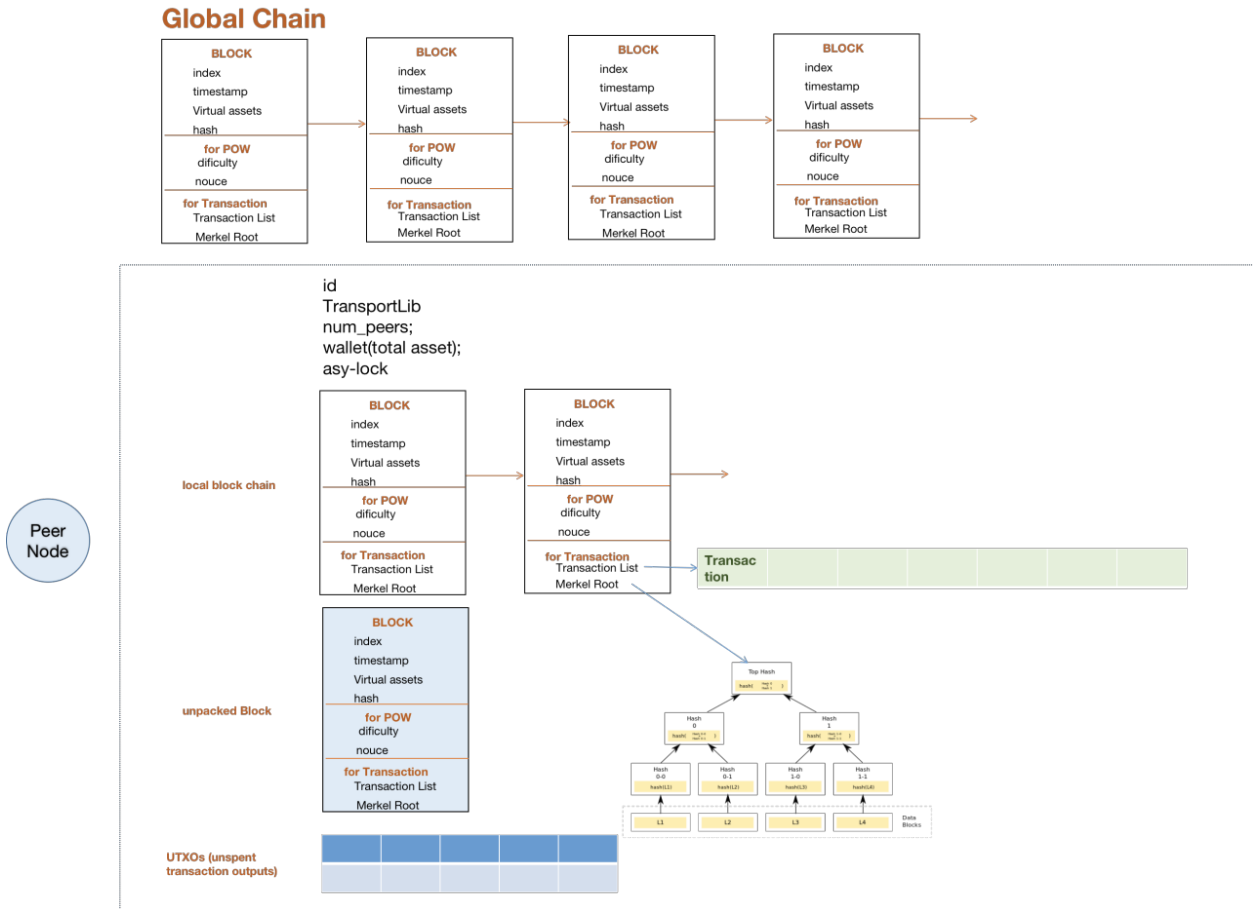 Global Chain
BLOCK
index
timestamp
Virtual assets
hash
for POW
dificulty
nouce
for Transaction
Transaction List
Merkel Root
BLOCK
index
timestamp
Virtual assets
hash
for POW
dificulty
nouce
for Transaction
Transaction List
Merkel Root
BLOCK
index
timestamp
Virtual assets
hash
for POW
dificulty
nouce
for Transaction
Transaction List
Merkel Root
BLOCK
index
timestamp
Virtual assets
hash
for POW
dificulty
nouce
for Transaction
Transaction List
Merkel Root
Peer
Node
id
TransportLib
num_peers;
wallet(total asset);
asy-lock
local block chain
BLOCK
index
timestamp
Virtual assets
hash
for POW
dificulty
nouce
for Transaction
Transaction List
Merkel Root
BLOCK
index
timestamp
Virtual assets
hash
for POW
dificulty
nouce
for Transaction
Transaction List
Merkel Root
Transac
tion
unpacked Block
BLOCK
index
timestamp
Virtual assets
hash
for POW
dificulty
nouce
for Transaction
Transaction List
Merkel Root
Top Hash
hash( )
Hash
0
hash( )
Hash
1
hash( )
Hash
0-0
hash(L1)
Hash
0-1
hash(L2)
Hash
1-0
hash(L3)
Hash
1-1
hash(L4)
L1
L2
L3
L4
Data
Blocks
UTXOs (unspent
transaction outputs)